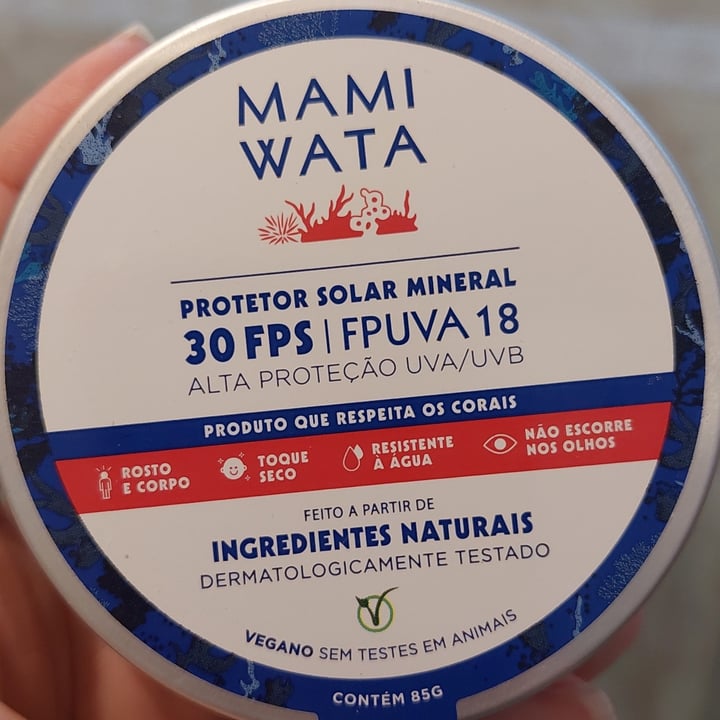 MAMI
WATA
PROTETOR SOLAR MINERAL
30 FPS | FPUVA 18
ALTA PROTEÇÃO UVA/UVB
PRODUTO QUE RESPEITA OS CORAIS
ROSTO
E CORPO
TOQUE
SECO
RESISTENTE
À ÁGUA
NÃO ESCORRE
NOS OLHOS
FEITO A PARTIR DE
INGREDIENTES NATURAIS
DERMATOLOGICAMENTE TESTADO
VEGANO SEM TESTES EM ANIMAIS
CONTÉM 85G